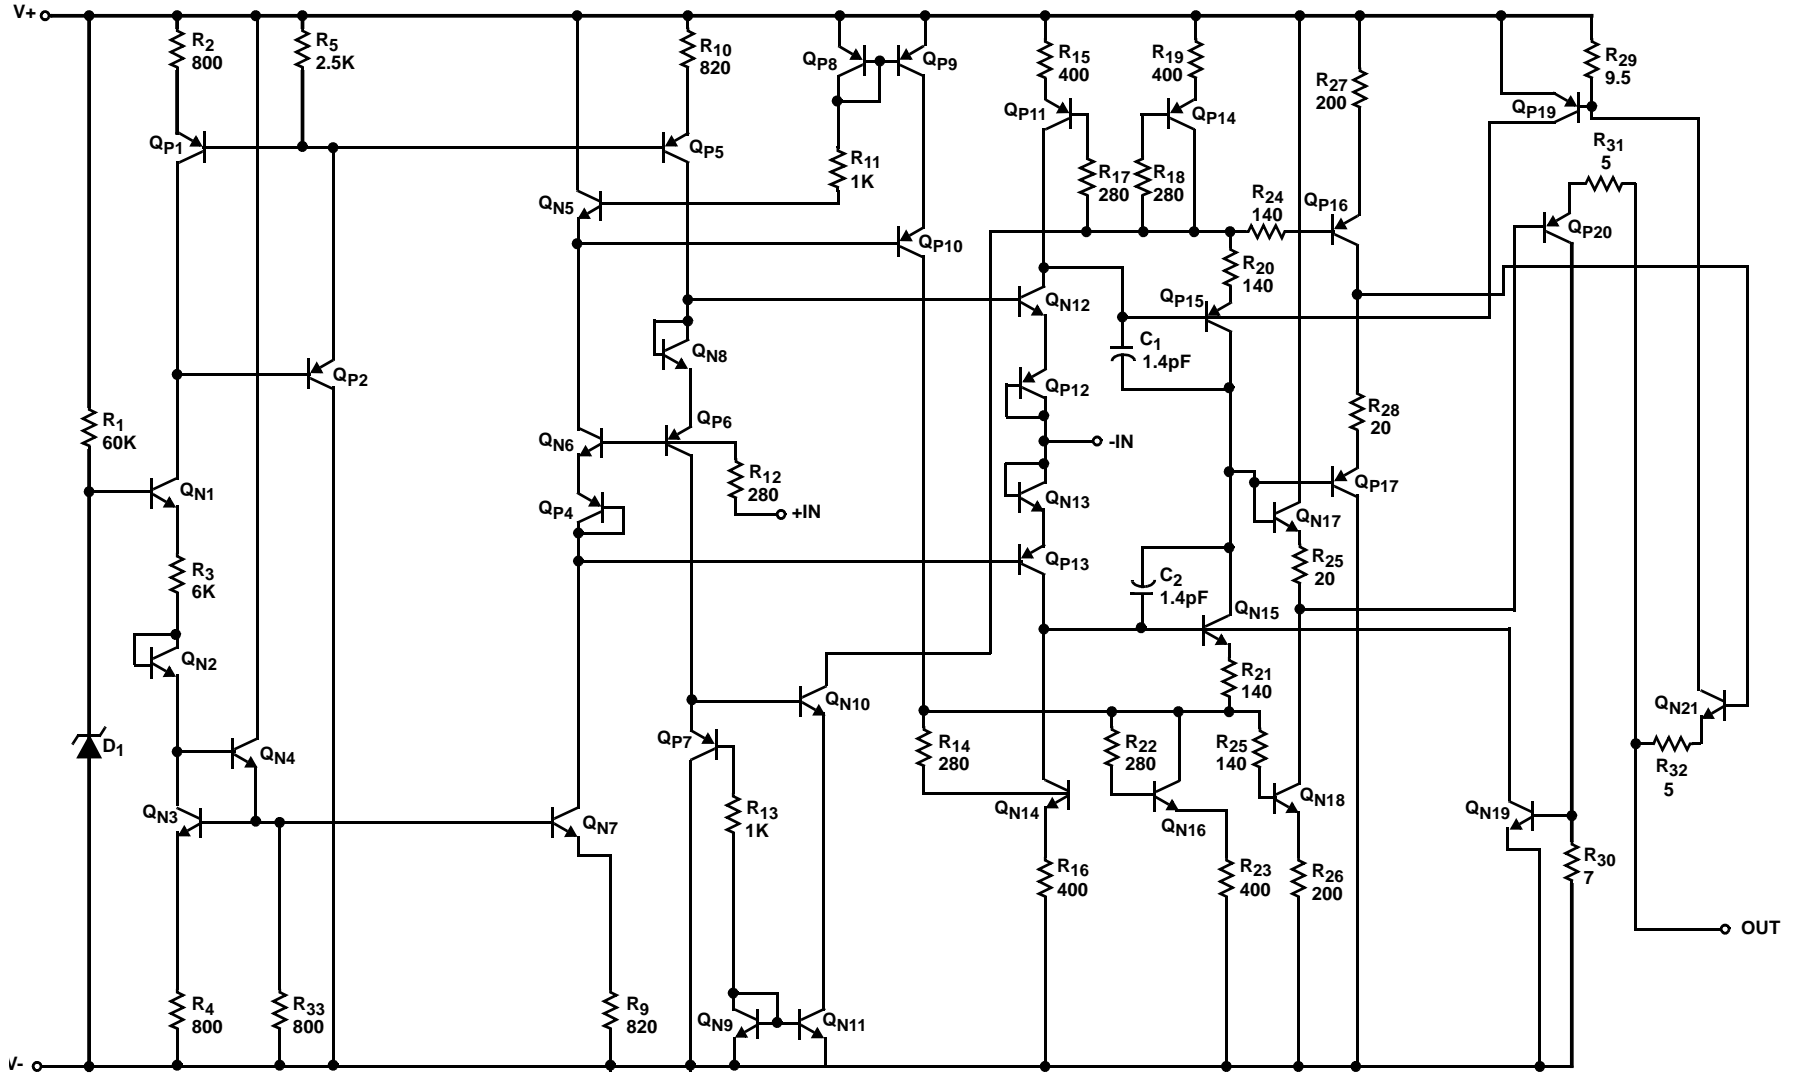 V+
R2
800
R5
2.5K
R10
820
QP8
QP9
R15
400
R19
400
R27
200
R29
9.5
QP1
QP5
R11
1K
QP11
QP14
QP19
R17
280
R18
280
R24
140
QP16
R31
5
QN5
QP10
QP20
R20
140
QN12
QP15
C1
1.4pF
QN8
QP2
QP12
R1
60K
QP6
QN6
R12
280
-IN
R28
20
QN1
QN13
QP17
QP4
+IN
QN17
QP13
R25
20
R3
6K
C2
1.4pF
QN15
QN2
R21
140
QN10
QN21
D1
QP7
QN4
R14
280
R22
280
R25
140
R32
5
QN3
QN7
R13
1K
QN14
QN16
QN18
QN19
R16
400
R23
400
R26
200
R30
7
OUT
R4
800
R33
800
R9
820
QN9
QN11
V-